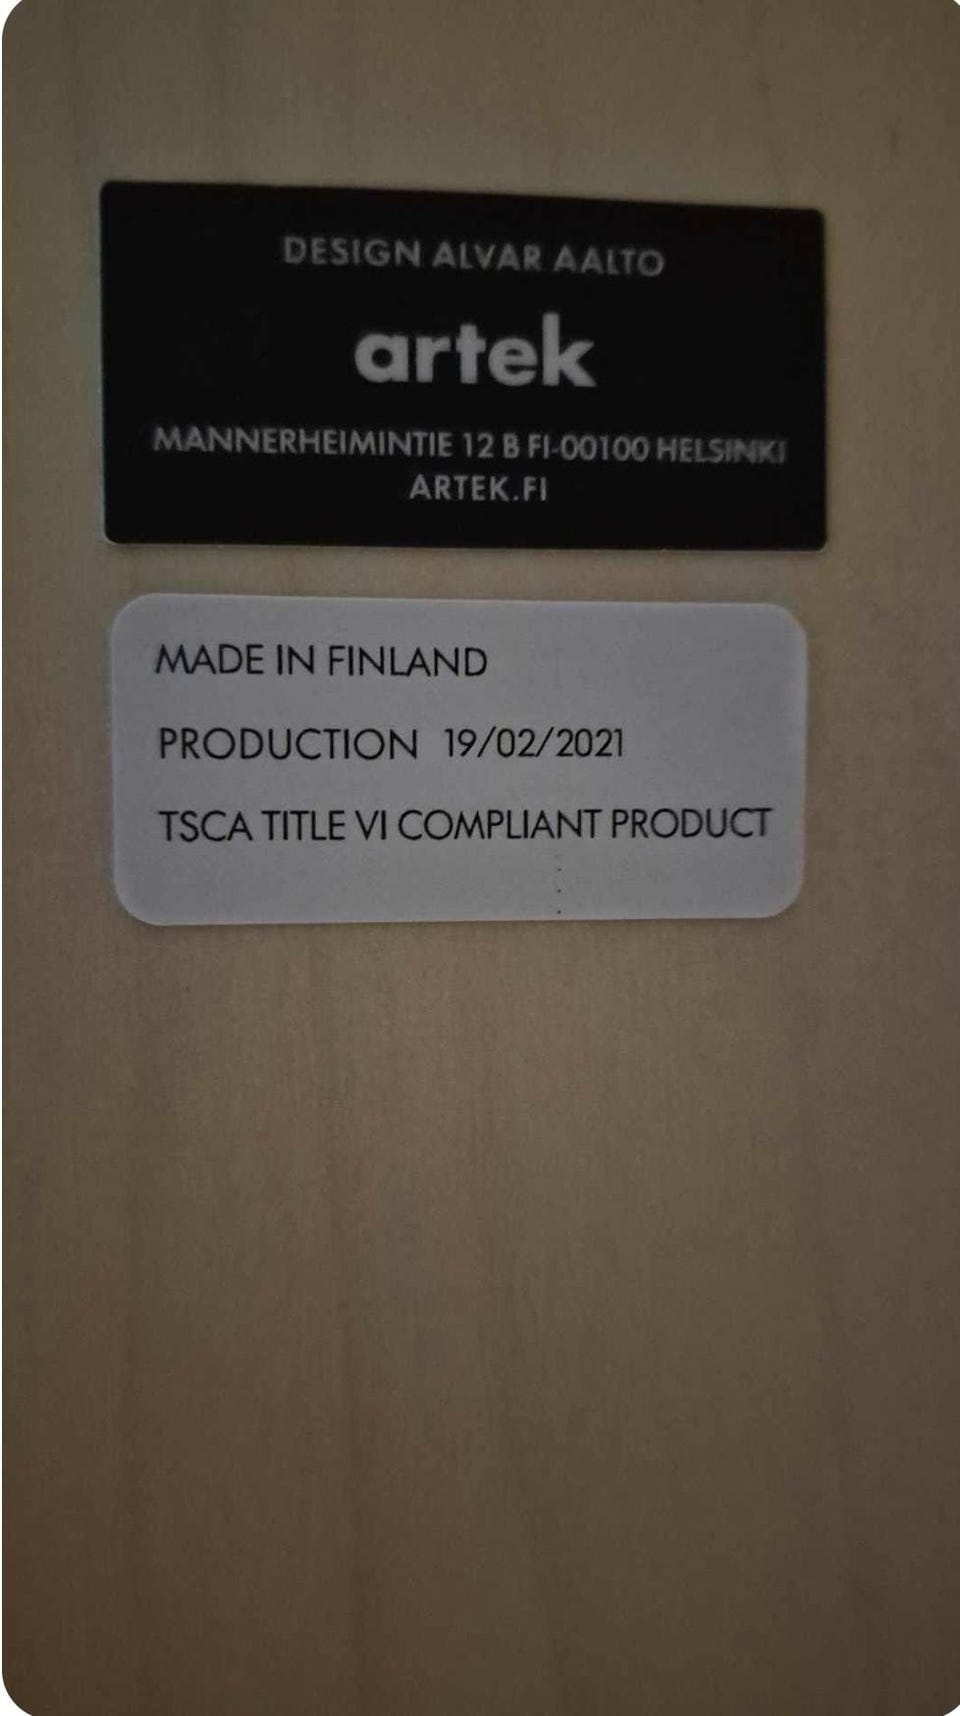 DESIGN ALVAR AALTO
artek
MANNERHEIMINTIE 12 B FI-00100 HELSINKI
ARTEK.FI
MADE IN FINLAND
PRODUCTION 19/02/2021
TSCA TITLE VI COMPLIANT PRODUCT